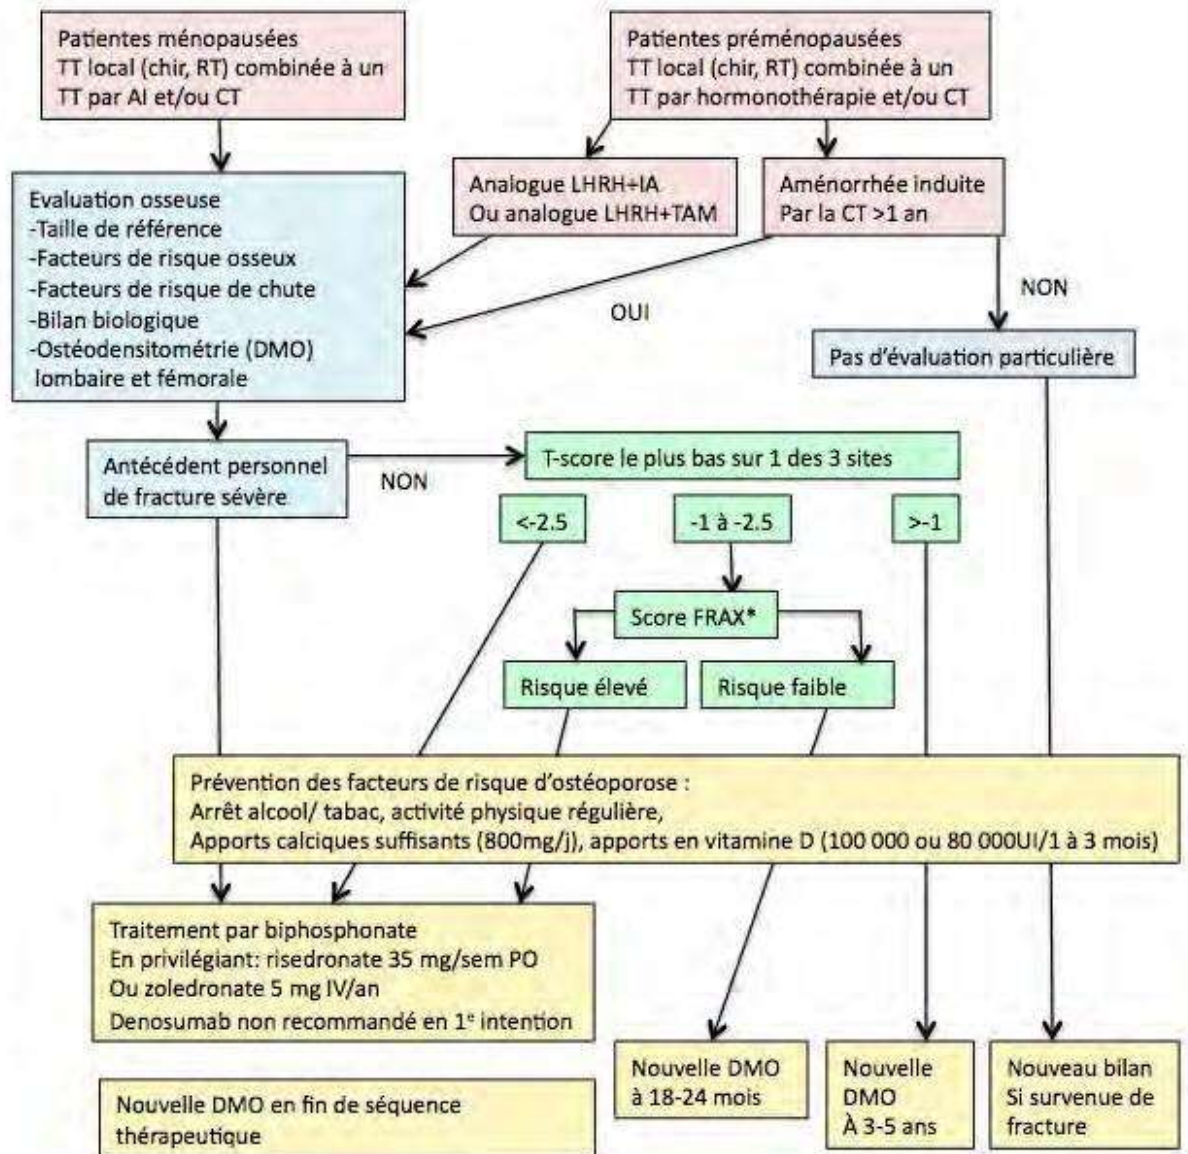 Patientes ménopausées
TT local (chir, RT) combinée à un
TT par AI et/ou CT
Patientes préménopausées
TT local (chir, RT) combinée à un
TT par hormonothérapie et/ou CT
Analogue LHRH+IA
Ou analogue LHRH+TAM
Aménorrhée induite
Par la CT >1 an
Evaluation osseuse
-Taille de référence
-Facteurs de risque osseux
-Facteurs de risque de chute
-Bilan biologique
-Ostéodensitométrie (DMO)
lombaire et fémorale
OUI
NON
Pas d'évaluation particulière
Antécédent personnel
de fracture sévère
NON
T-score le plus bas sur 1 des 3 sites
<-2.5
-1 à -2.5
>-1
Score FRAX*
Risque élevé
Risque faible
Prévention des facteurs de risque d'ostéoporose :
Arrêt alcool/ tabac, activité physique régulière,
Apports calciques suffisants (800mg/j), apports en vitamine D (100 000 ou 80 000UI/1 à 3 mois)
Traitement par biphosphonate
En privilégiant: risedronate 35 mg/sem PO
Ou zoledronate 5 mg IV/an
Denosumab non recommandé en 1e intention
Nouvelle DMO
à 18-24 mois
Nouvelle
DMO
À 3-5 ans
Nouveau bilan
Si survenue de
fracture
Nouvelle DMO en fin de séquence
thérapeutique